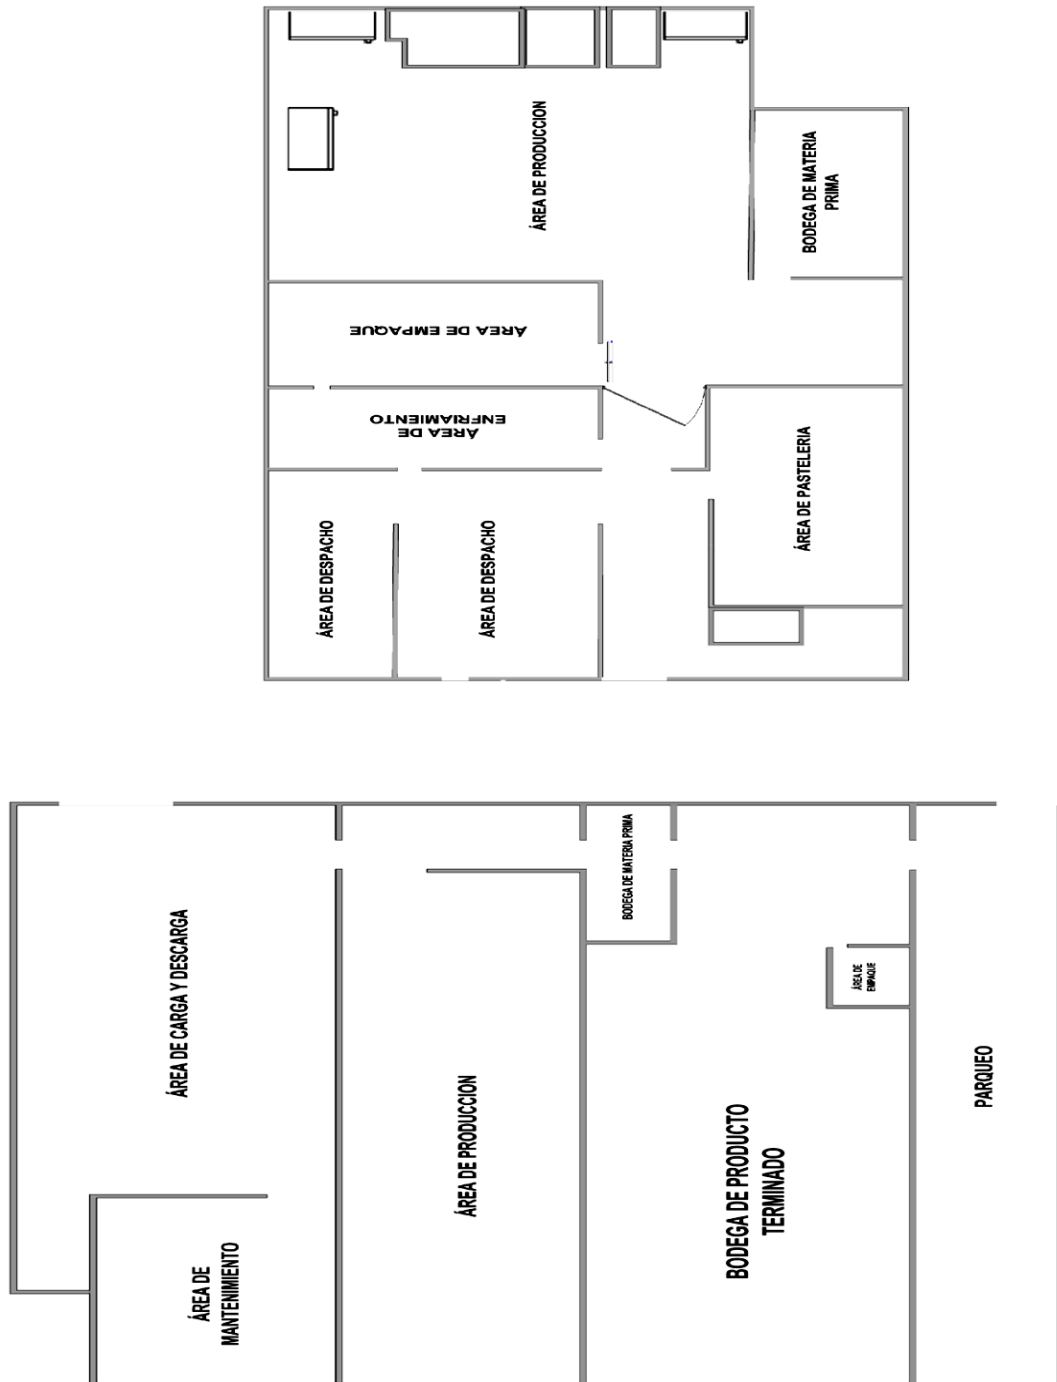 ÁREA DE PRODUCCION
BODEGA DE MATERIA
PRIMA
ÁREA DE EMPAQUE
ÁREA DE
ENFRIAMIENTO
ÁREA DE DESPACHO
ÁREA DE DESPACHO
ÁREA DE PASTELERIA
BODEGA DE MATERIA PRIMA
ÁREA DE CARGA Y DESCARGA
ÁREA DE
EMPAQUE
ÁREA DE PRODUCCION
PARQUEO
BODEGA DE PRODUCTO
TERMINADO
ÁREA DE
MANTENIMIENTO